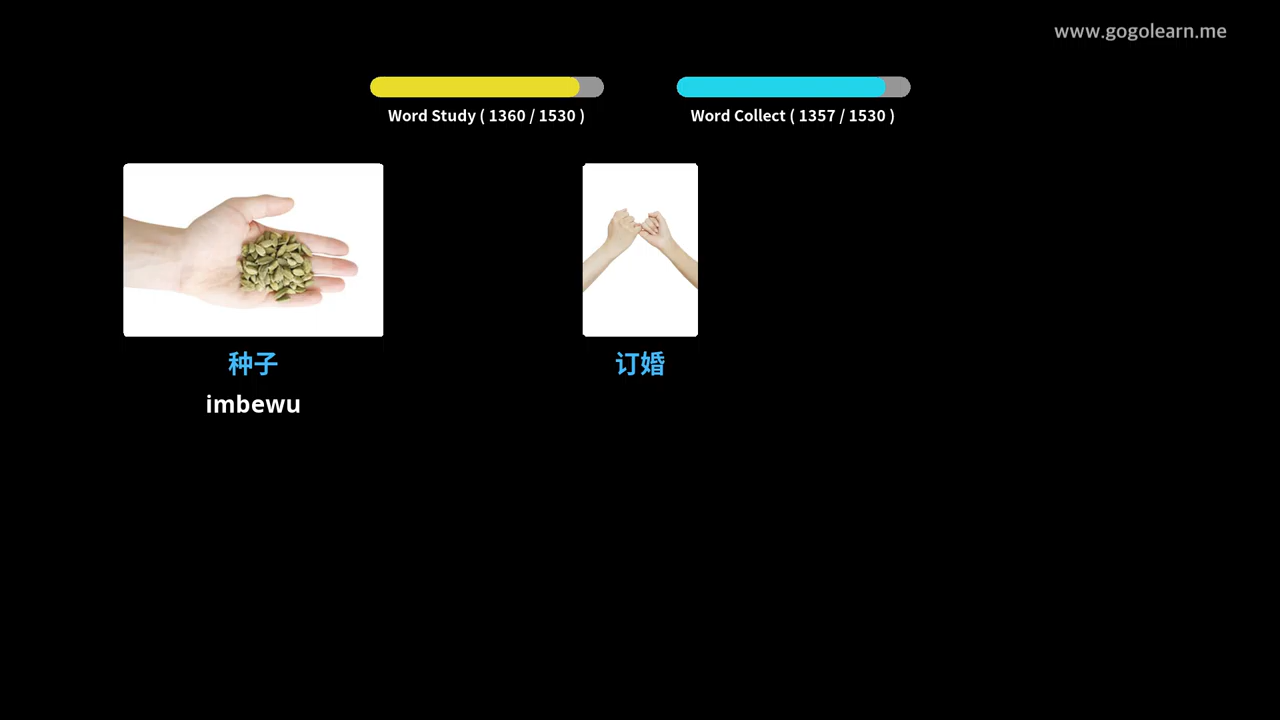 www.gogolearn.me
Word Study ( 1360 / 1530 )
Word Collect ( 1357 / 1530 )
种子
订婚
imbewu